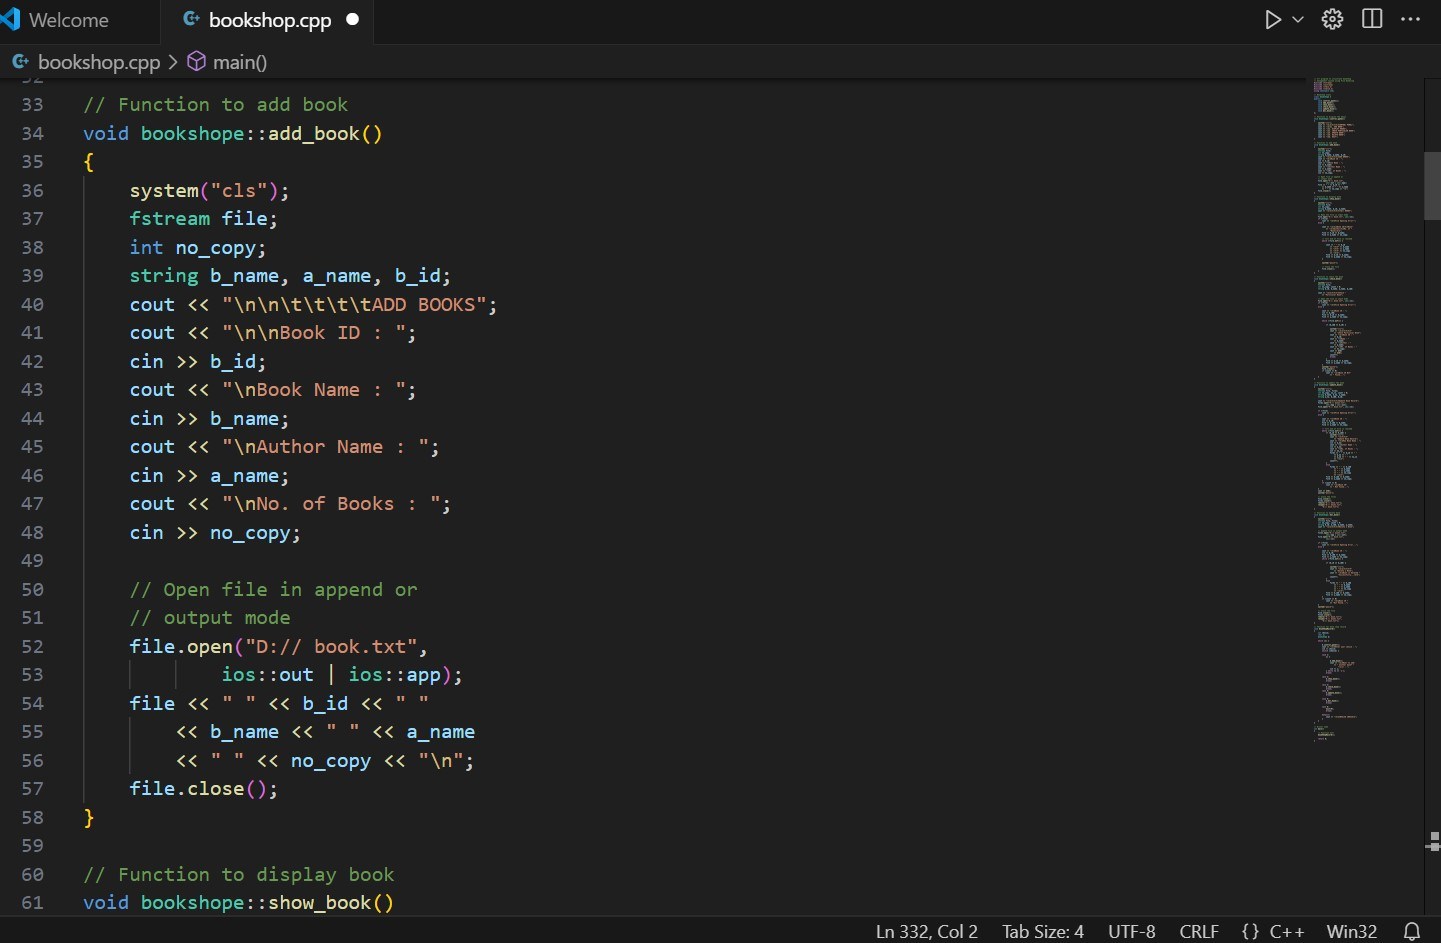 Welcome
bookshop.cpp
bookshop.cpp > main()
33 // Function to add book
34 void bookshope::add_book()
35 {
36     system("cls");
37     fstream file;
38     int no_copy;
39     string b_name, a_name, b_id;
40     cout << "\n\n\t\t\t\tADD BOOKS";
41     cout << "\n\nBook ID : ";
42     cin >> b_id;
43     cout << "\nBook Name : ";
44     cin >> b_name;
45     cout << "\nAuthor Name : ";
46     cin >> a_name;
47     cout << "\nNo. of Books : ";
48     cin >> no_copy;
49
50     // Open file in append or
51     // output mode
52     file.open("D:// book.txt",
53             ios::out | ios::app);
54     file << " " << b_id << " "
55         << b_name << " " << a_name
56         << " " << no_copy << "\n";
57     file.close();
58 }
59
60 // Function to display book
61 void bookshope::show_book()
Ln 332, Col 2 Tab Size: 4 UTF-8 CRLF {} C++ Win32